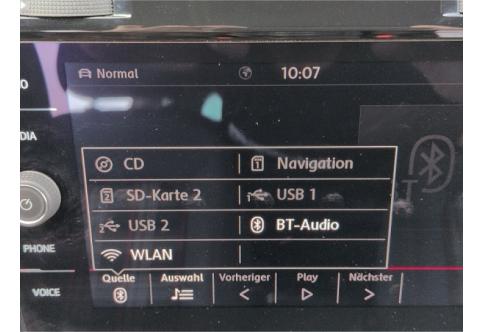 Normal 10:07
CD Navigation
SD-Karte 2 USB 1
USB 2 BT-Audio
WLAN
Quelle Auswahl Vorheriger Play Nächster
PHONE
VOICE